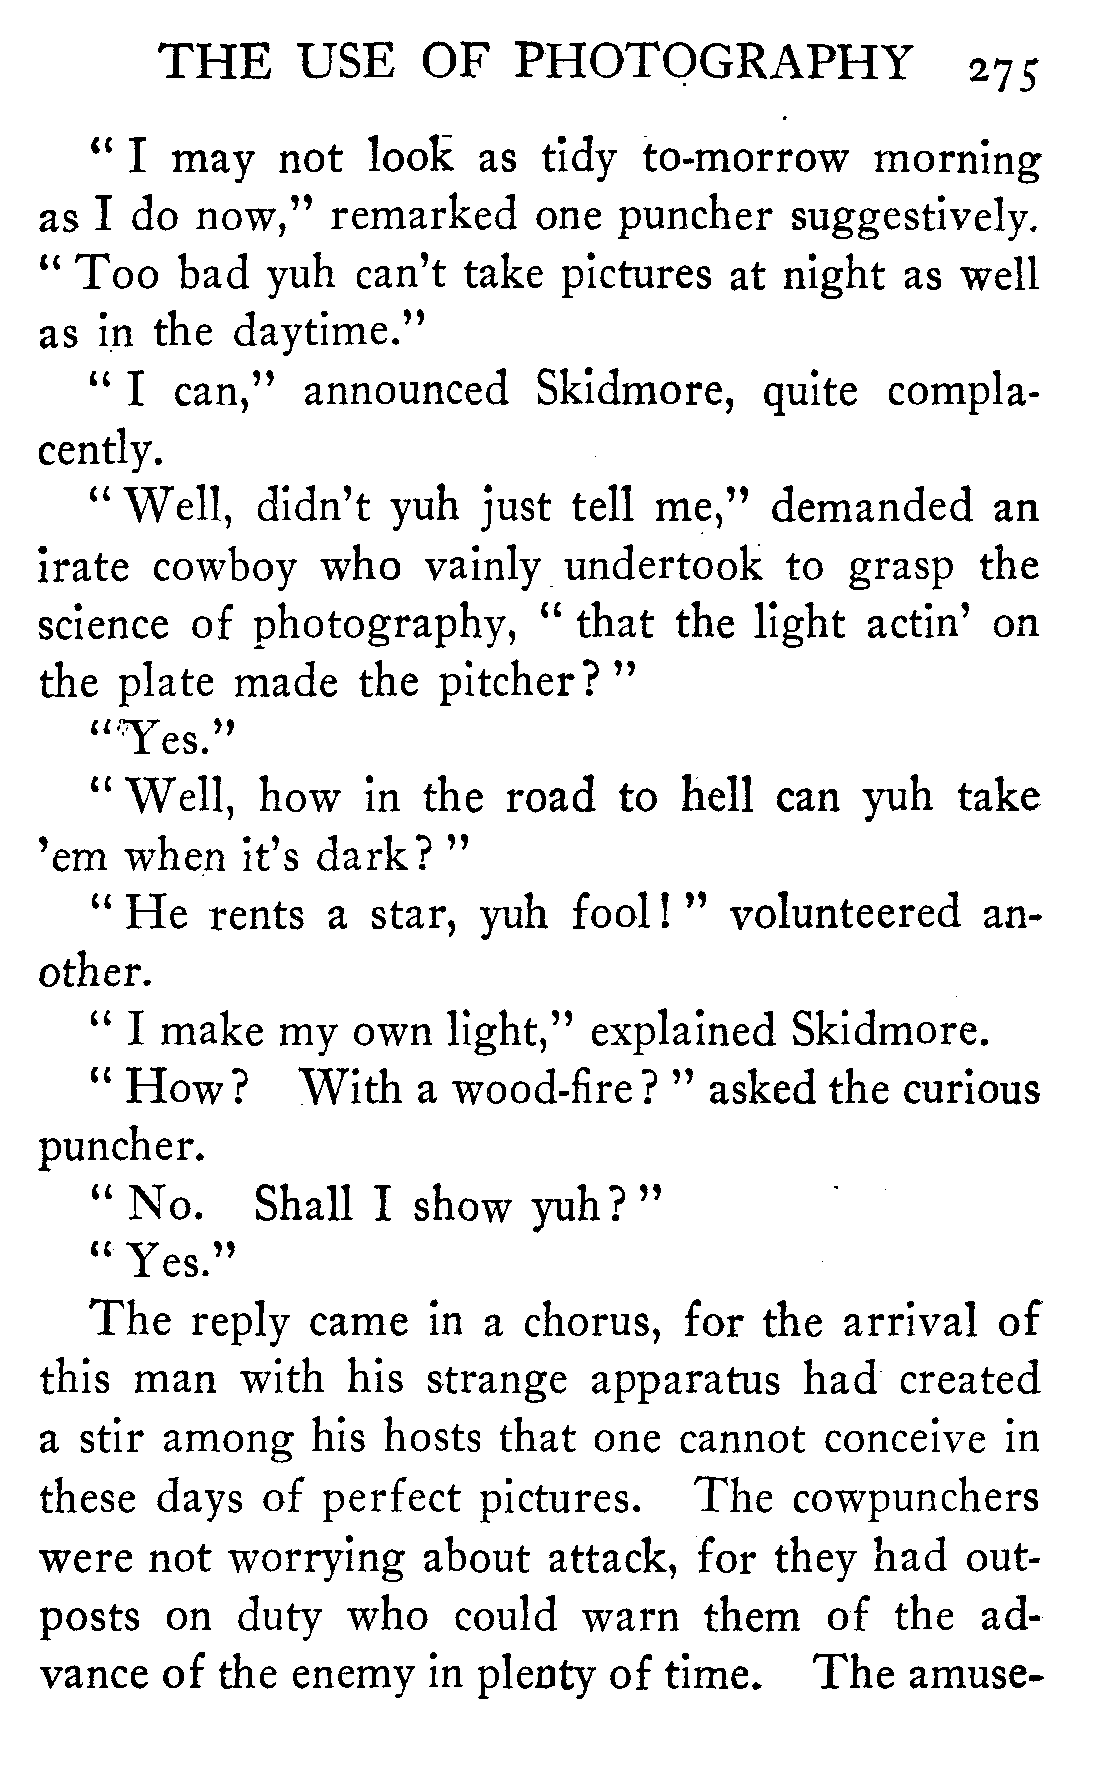 THE USE OF PHOTOGRAPHY 275
" I may not look as tidy to-morrow morning
as I do now," remarked one puncher suggestively.
" Too bad yuh can't take pictures at night as well
as in the daytime."
" I can," announced Skidmore, quite compla-
cently.
" Well, didn't yuh just tell me," demanded an
irate cowboy who vainly undertook to grasp the
science of photography, " that the light actin' on
the plate made the pitcher? "
" Yes."
" Well, how in the road to hell can yuh take
'em when it's dark? "
" He rents a star, yuh fool! " volunteered an-
other.
" I make my own light," explained Skidmore.
" How? With a wood-fire? " asked the curious
puncher.
" No. Shall I show yuh? "
" Yes."
The reply came in a chorus, for the arrival of
this man with his strange apparatus had created
a stir among his hosts that one cannot conceive in
these days of perfect pictures. The cowpunchers
were not worrying about attack, for they had out-
posts on duty who could warn them of the ad-
vance of the enemy in plenty of time. The amuse-